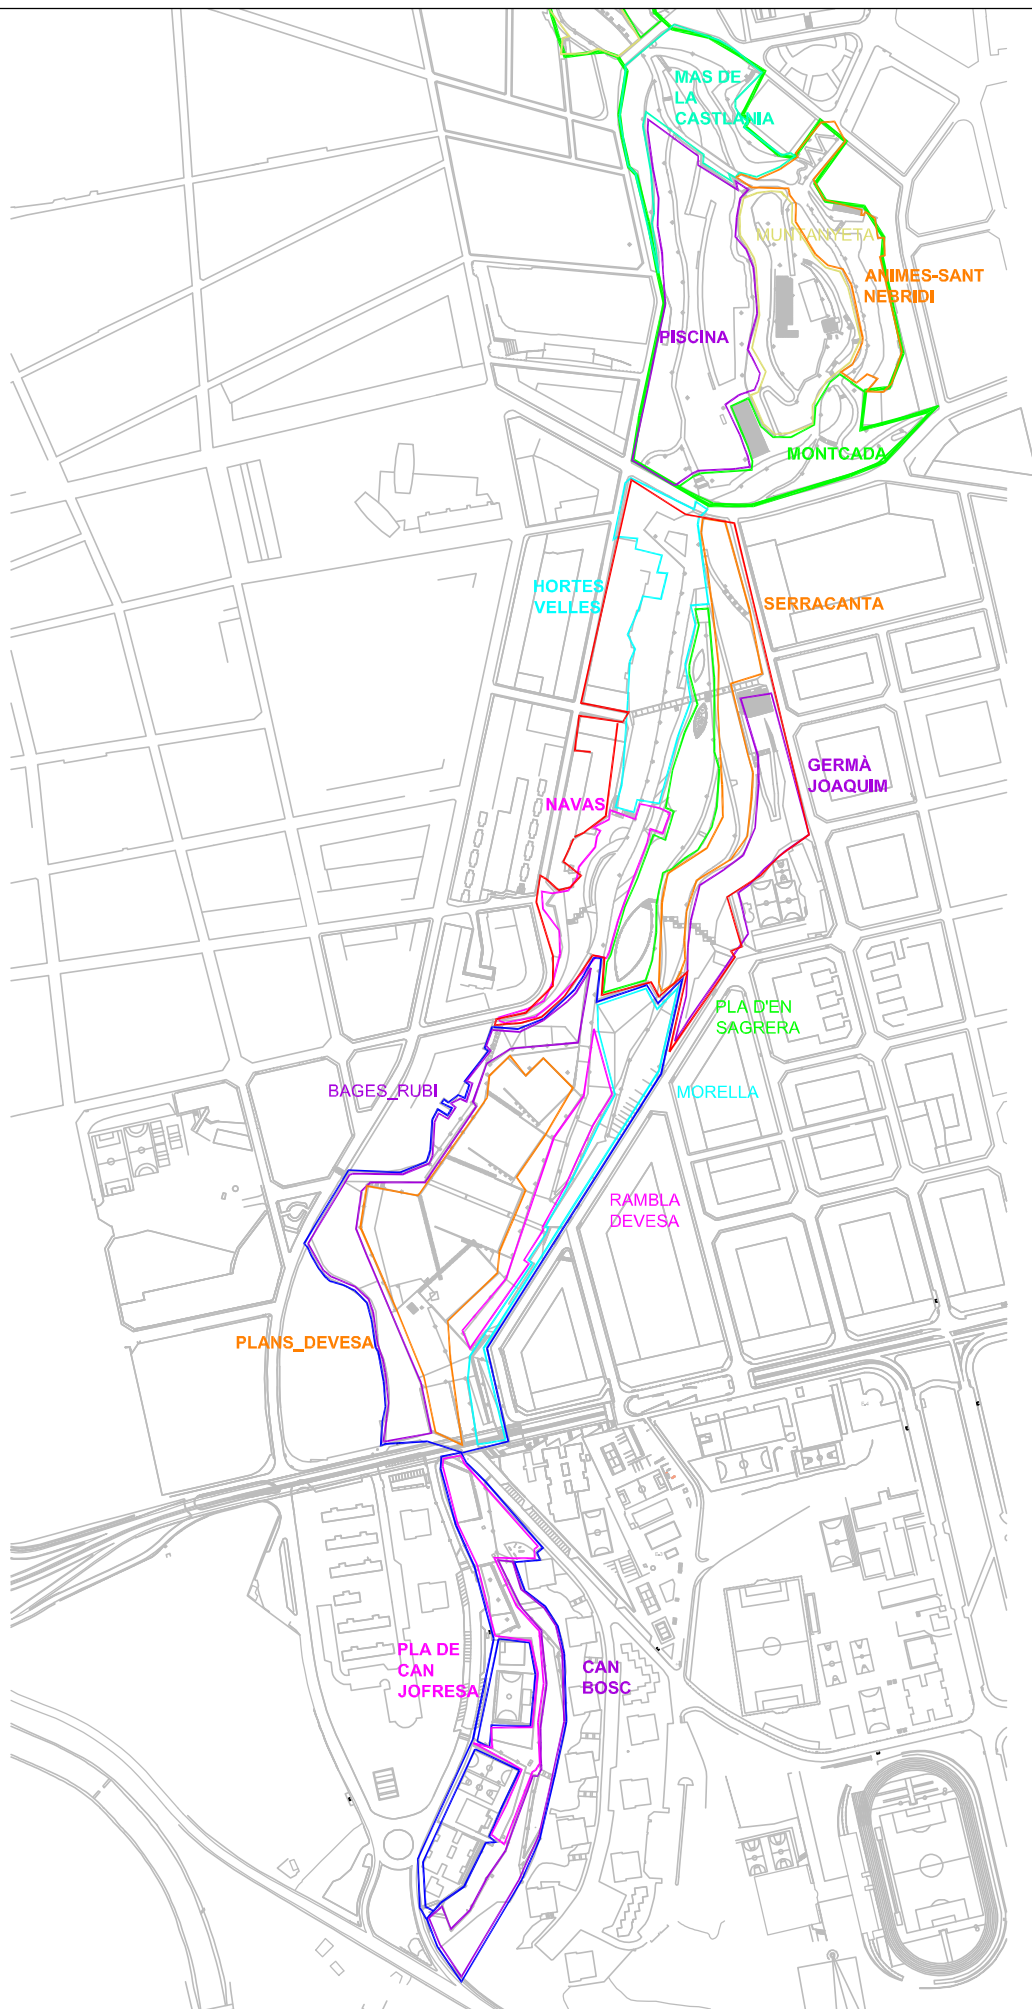 MAS DE
LA
CASTLANIA
MUNTANYETA
ANIMES-SANT
NEBRIDI
PISCINA
MONTCADA
HORTES
VELLES
SERRACANTA
GERMÀ
JOAQUIM
NAVAS
PLA D'EN
SAGRERA
BAGES_RUBI
MORELLA
RAMBLA
DEVESA
PLANS_DEVESA
PLA DE
CAN
JOFRESA
CAN
BOSC